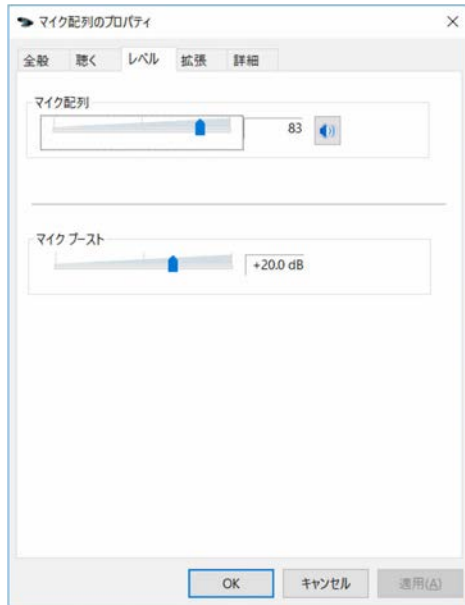 マイク配列のプロパティ
全般 聴く レベル 拡張 詳細
マイク配列
83
マイク ブースト
+20.0 dB
OK キャンセル 適用(A)